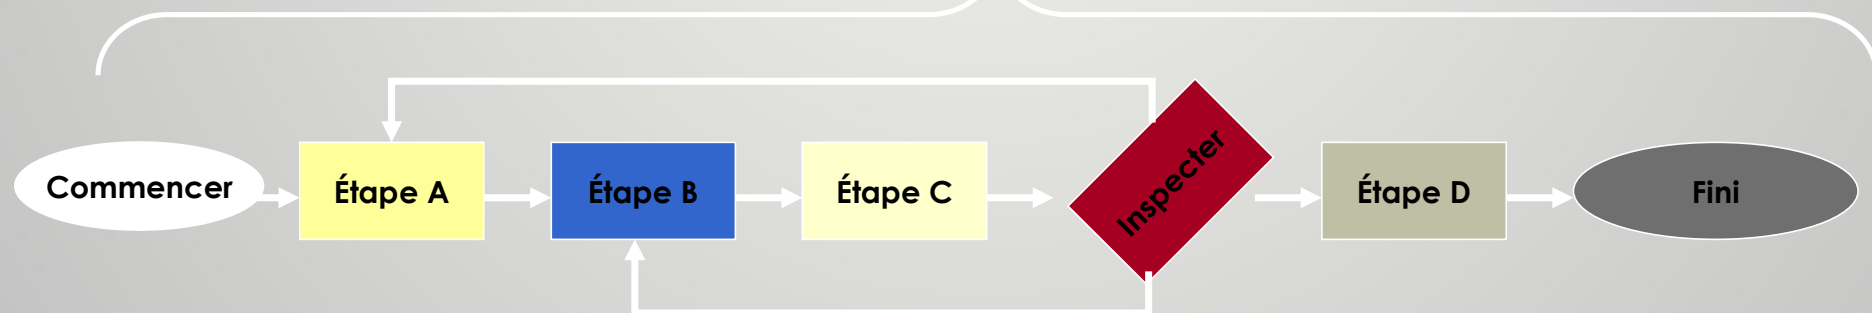 Commencer
Étape A
Étape B
Étape C
Inspecter
Étape D
Fini